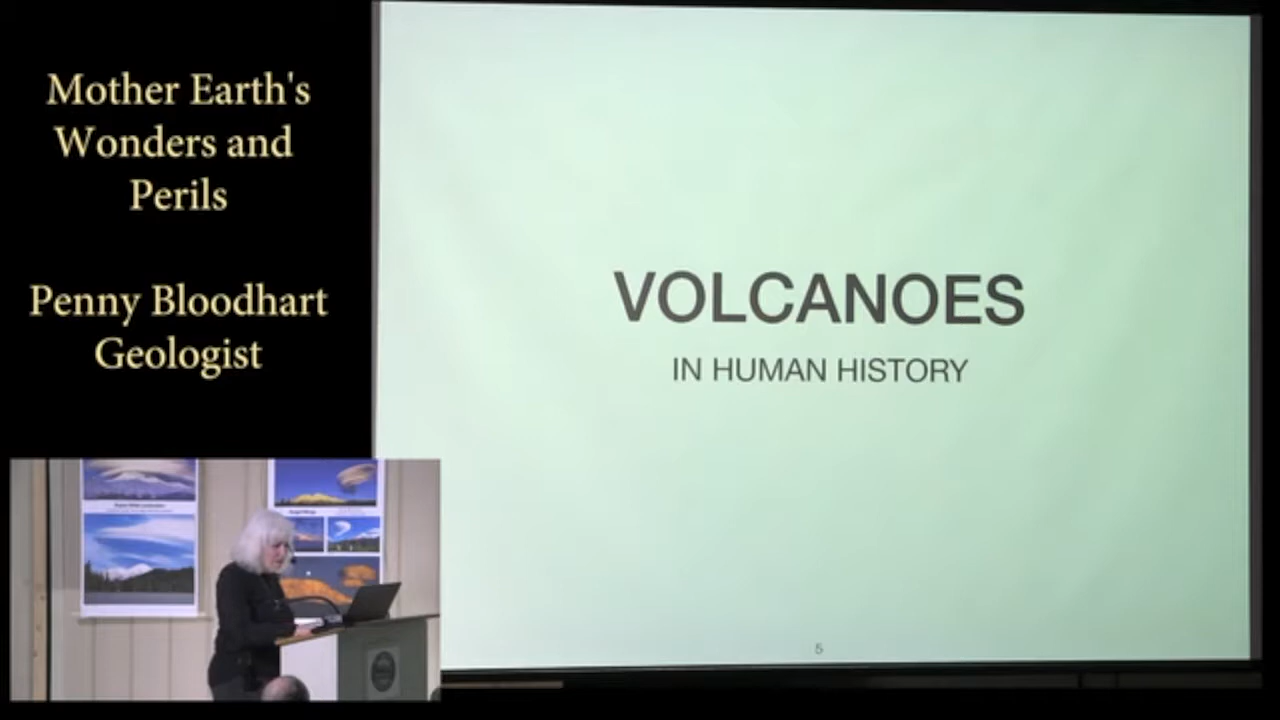 Mother Earth's
Wonders and
Perils
Penny Bloodhart
Geologist
VOLCANOES
IN HUMAN HISTORY
5